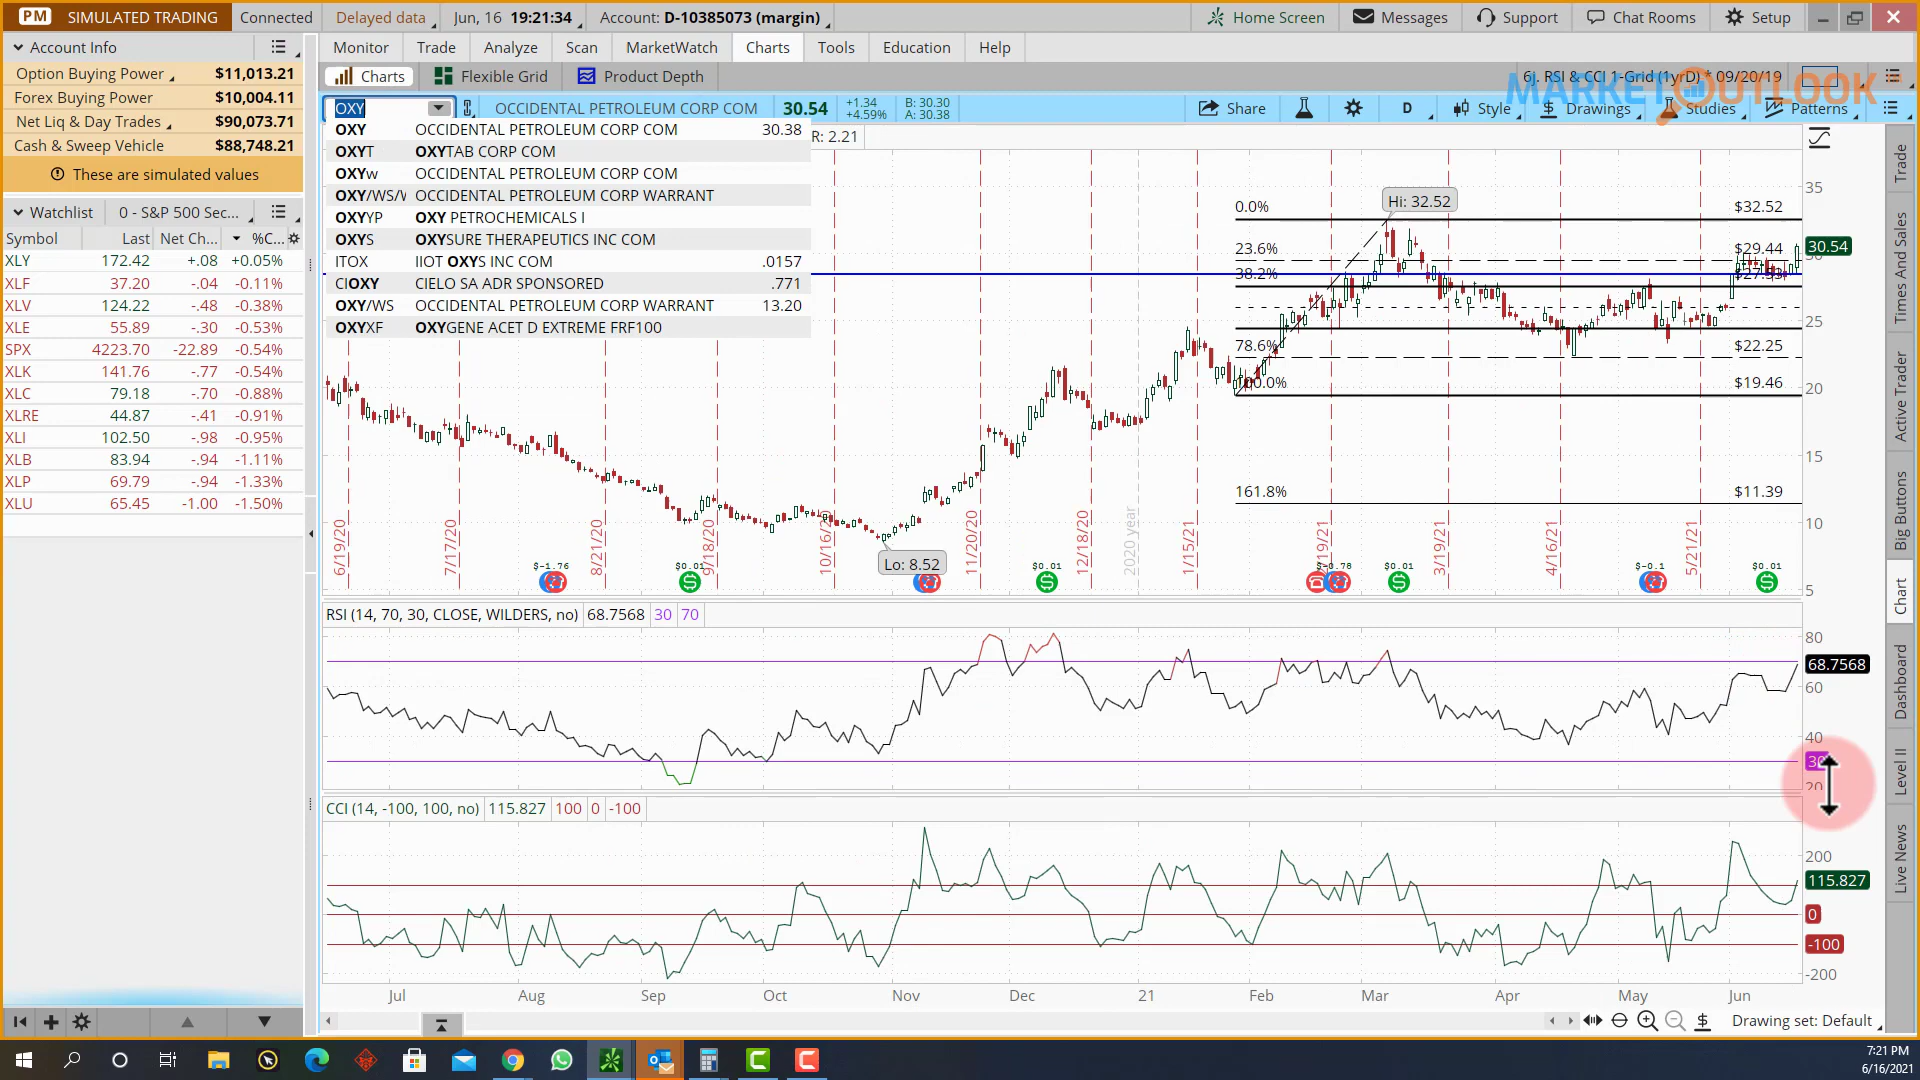 PM SIMULATED TRADING Connected Delayed data Jun, 16 19:21:34 Account: D-10385073 (margin) Home Screen Messages Support Chat Rooms Setup
Account Info
Monitor Trade Analyze Scan MarketWatch Charts Tools Education Help
Option Buying Power $11,013.21
Forex Buying Power $10,004.11
Net Liq & Day Trades $90,073.71
Cash & Sweep Vehicle $88,748.21
These are simulated values
Charts Flexible Grid Product Depth
6j. RSI & CCI 1-Grid (1yrD) * 09/20/19
MARKET OUTLOOK
OXY OCCIDENTAL PETROLEUM CORP COM 30.54 +1.34 +4.59% B: 30.30 A: 30.38 Share D Style Drawings Studies Patterns
R: 2.21
OXY OCCIDENTAL PETROLEUM CORP COM 30.38
OXYT OXYTAB CORP COM
OXYw OCCIDENTAL PETROLEUM CORP COM
OXY/WS/W OCCIDENTAL PETROLEUM CORP WARRANT
OXYYP OXY PETROCHEMICALS I
OXYS OXYSURE THERAPEUTICS INC COM
ITOX IIOT OXYS INC COM .0157
CIOXY CIELO SA ADR SPONSORED .771
OXY/WS OCCIDENTAL PETROLEUM CORP WARRANT 13.20
OXYXF OXYGENE ACET D EXTREME FRF100
Watchlist 0 - S&P 500 Sec...
Symbol Last Net Ch... %C...
XLY 172.42 +.08 +0.05%
XLF 37.20 -.04 -0.11%
XLV 124.22 -.48 -0.38%
XLE 55.89 -.30 -0.53%
SPX 4223.70 -22.89 -0.54%
XLK 141.76 -.77 -0.54%
XLC 79.18 -.70 -0.88%
XLRE 44.87 -.41 -0.91%
XLI 102.50 -.98 -0.95%
XLB 83.94 -.94 -1.11%
XLP 69.79 -.94 -1.33%
XLU 65.45 -1.00 -1.50%
Hi: 32.52
0.0% $32.52
23.6% $29.44
38.2%
78.6% $22.25
100.0% $19.46
161.8% $11.39
35
30.54
25
20
15
10
5
Lo: 8.52
6/19/20 7/17/20 8/21/20 9/18/20 10/16/20 11/20/20 12/18/20 2020 year 1/15/21 2/19/21 3/19/21 4/16/21 5/21/21
$-1.76 $0.01 $0.01 $-0.78 $0.01 $-0.1 $0.01
RSI (14, 70, 30, CLOSE, WILDERS, no) 68.7568 30 70
80
68.7568
60
40
30
20
CCI (14, -100, 100, no) 115.827 100 0 -100
200
115.827
0
-100
-200
Jul Aug Sep Oct Nov Dec 21 Feb Mar Apr May Jun
Drawing set: Default
Trade
Times And Sales
Active Trader
Big Buttons
Chart
Dashboard
Level II
Live News
7:21 PM
6/16/2021